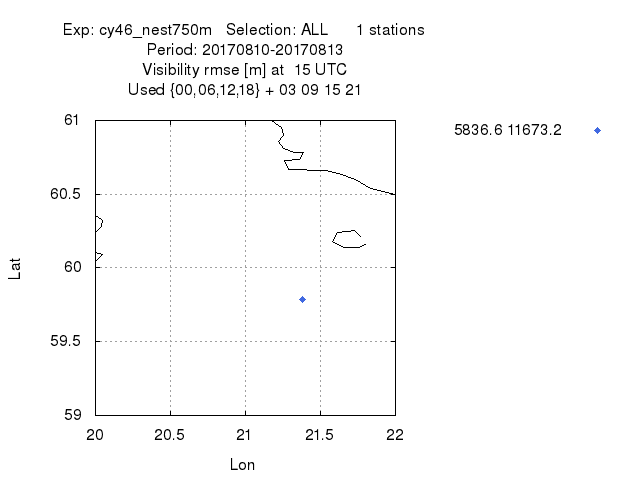 Exp: cy46_nest750m   Selection: ALL      1 stations
Period: 20170810-20170813
Visibility rmse [m] at  15 UTC
Used {00,06,12,18} + 03 09 15 21
5836.6 11673.2
61
60.5
60
59.5
59
Lat
20 20.5 21 21.5 22
Lon